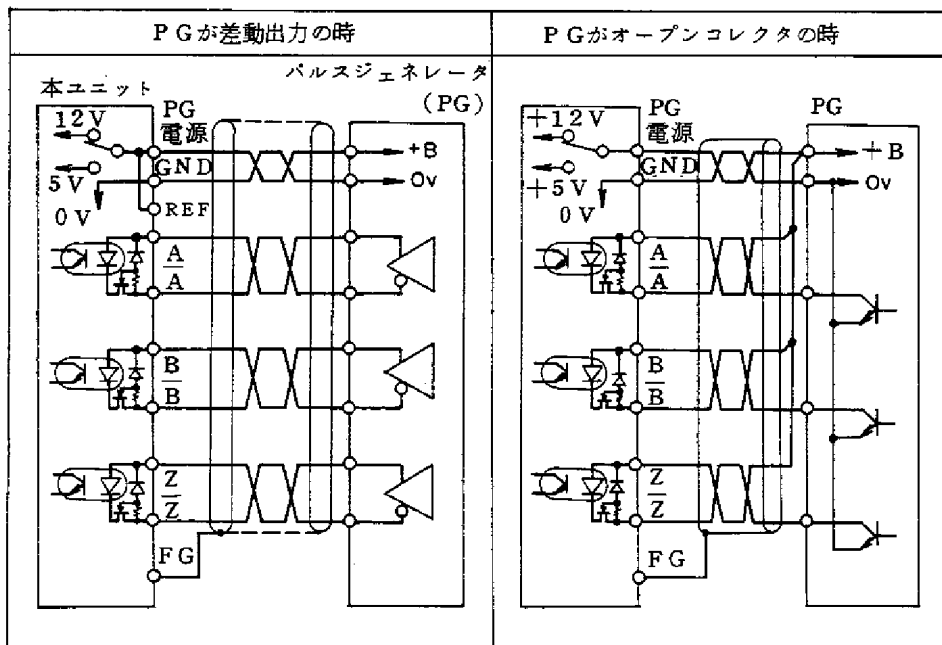 PGが差動出力の時
本ユニット
パルスジェネレータ
(PG)
12V
PG
電源
+B
GND
0v
5V
0V
REF
A
A̅
B
B̅
Z
Z̅
FG
PGがオープンコレクタの時
+12V
PG
電源
PG
+B
GND
0v
+5V
0V
A
A̅
B
B̅
Z
Z̅
FG